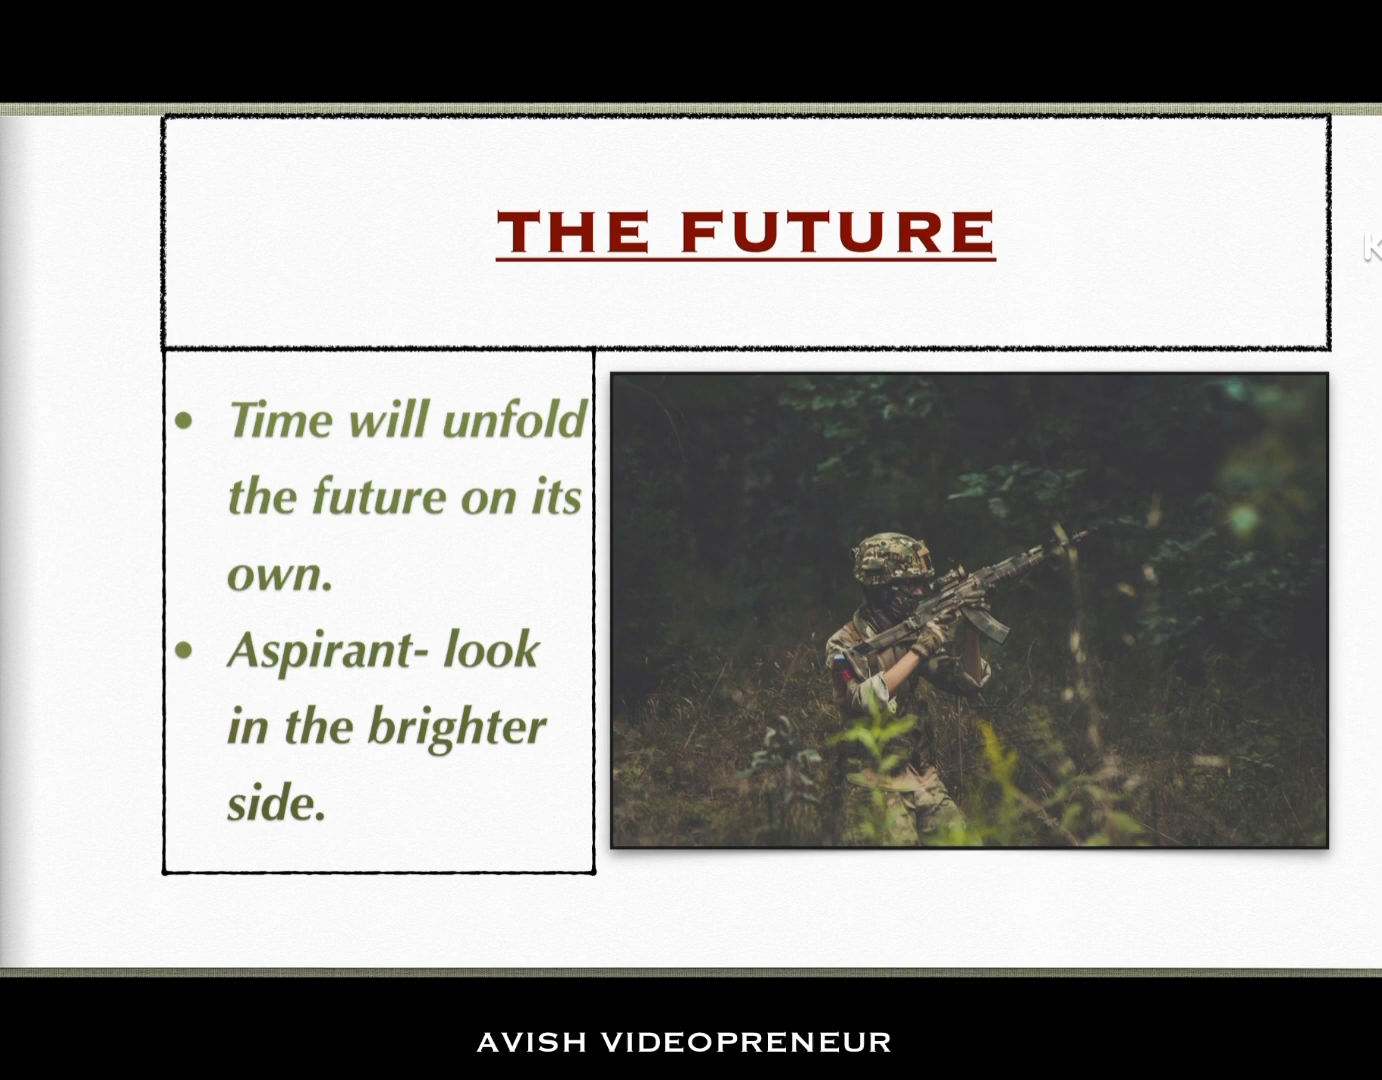 THE FUTURE
• Time will unfold
the future on its
own.
• Aspirant- look
in the brighter
side.
AVISH VIDEOPRENEUR